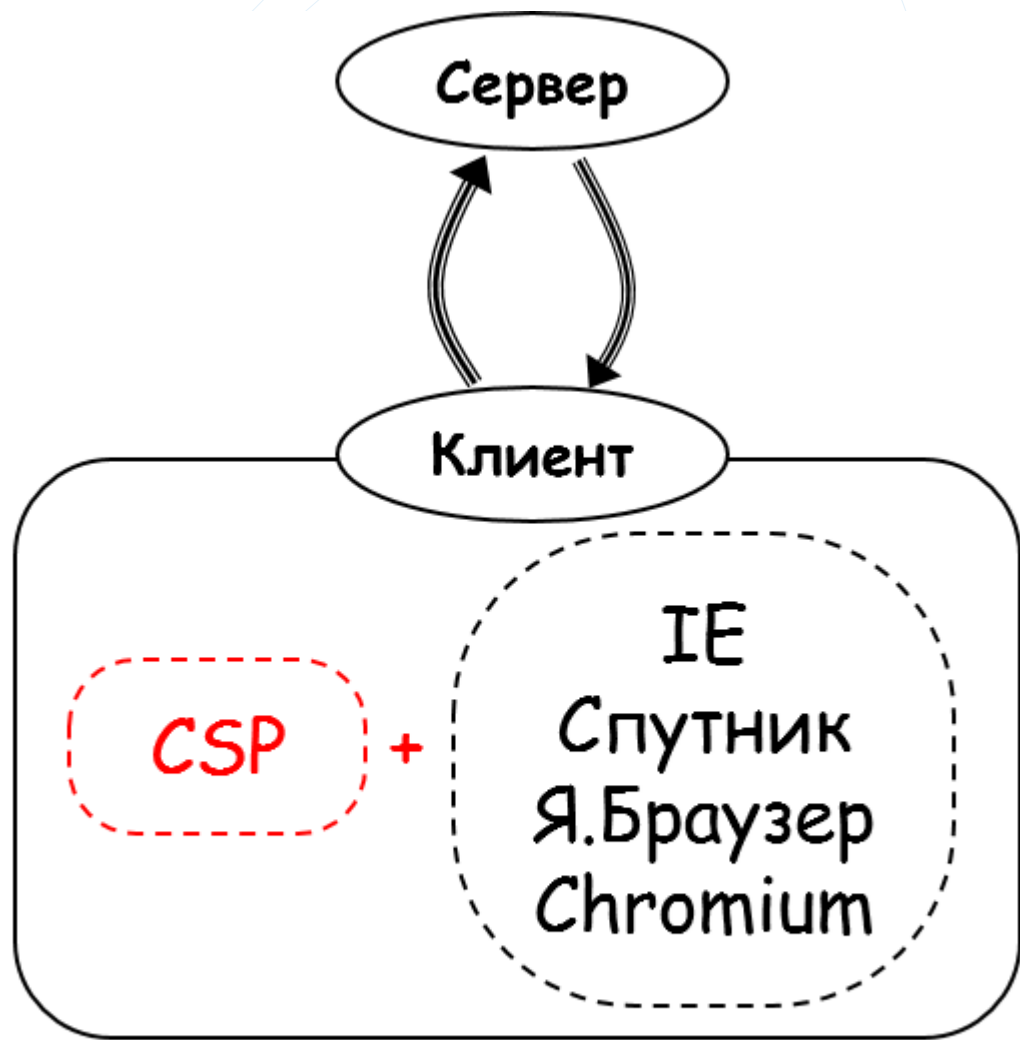 Сервер
Клиент
IE
Спутник
CSP + Я.Браузер
Chromium